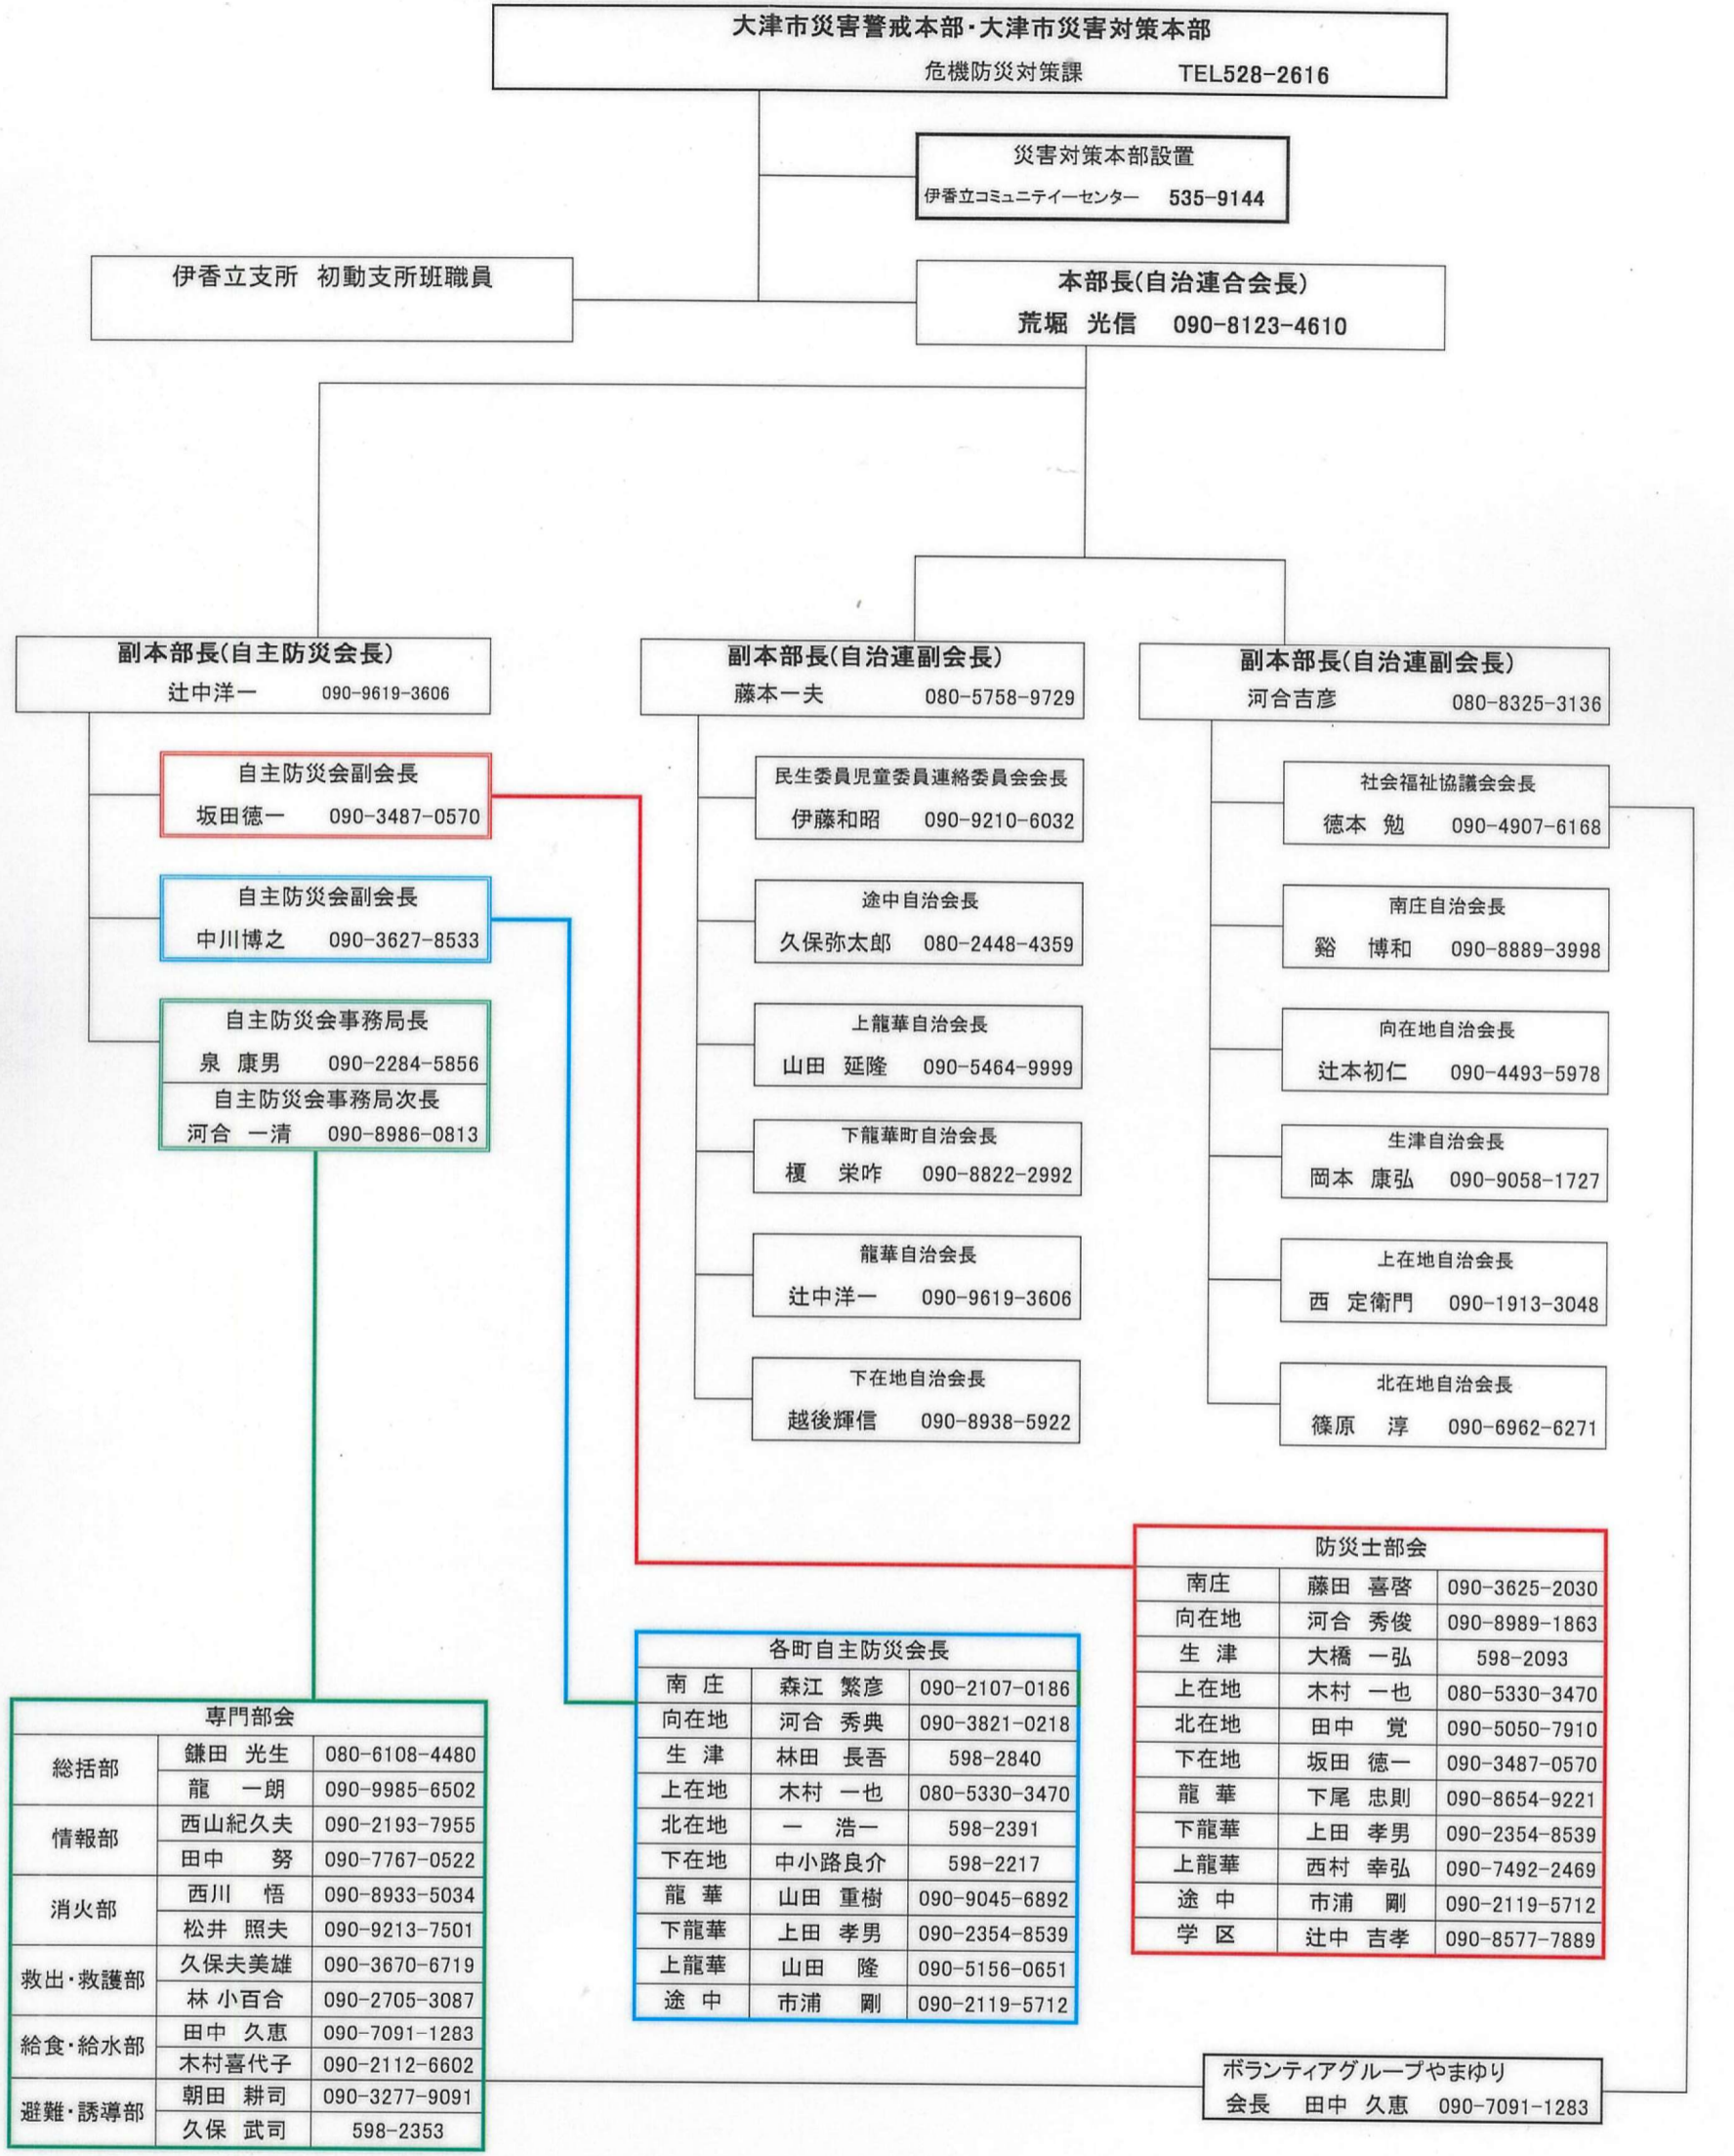 大津市災害警戒本部・大津市災害対策本部
危機防災対策課 TEL528-2616
災害対策本部設置
伊香立コミュニテイーセンター 535-9144
伊香立支所 初動支所班職員
本部長(自治連合会長)
荒堀 光信 090-8123-4610
副本部長(自主防災会長)
辻中洋一 090-9619-3606
自主防災会副会長
坂田徳一 090-3487-0570
自主防災会副会長
中川博之 090-3627-8533
自主防災会事務局長
泉 康男 090-2284-5856
自主防災会事務局次長
河合 一清 090-8986-0813
副本部長(自治連副会長)
藤本一夫 080-5758-9729
民生委員児童委員連絡委員会会長
伊藤和昭 090-9210-6032
途中自治会長
久保弥太郎 080-2448-4359
上龍華自治会長
山田 延隆 090-5464-9999
下龍華町自治会長
榎 栄咋 090-8822-2992
龍華自治会長
辻中洋一 090-9619-3606
下在地自治会長
越後輝信 090-8938-5922
副本部長(自治連副会長)
河合吉彦 080-8325-3136
社会福祉協議会会長
徳本 勉 090-4907-6168
南庄自治会長
谿 博和 090-8889-3998
向在地自治会長
辻本初仁 090-4493-5978
生津自治会長
岡本 康弘 090-9058-1727
上在地自治会長
西 定衛門 090-1913-3048
北在地自治会長
篠原 淳 090-6962-6271
防災士部会
南庄 藤田 喜啓 090-3625-2030
向在地 河合 秀俊 090-8989-1863
生 津 大橋 一弘 598-2093
上在地 木村 一也 080-5330-3470
北在地 田中 覚 090-5050-7910
下在地 坂田 徳一 090-3487-0570
龍 華 下尾 忠則 090-8654-9221
下龍華 上田 孝男 090-2354-8539
上龍華 西村 幸弘 090-7492-2469
途 中 市浦 剛 090-2119-5712
学 区 辻中 吉孝 090-8577-7889
各町自主防災会長
南 庄 森江 繁彦 090-2107-0186
向在地 河合 秀典 090-3821-0218
生 津 林田 長吾 598-2840
上在地 木村 一也 080-5330-3470
北在地 一 浩一 598-2391
下在地 中小路良介 598-2217
龍 華 山田 重樹 090-9045-6892
下龍華 上田 孝男 090-2354-8539
上龍華 山田 隆 090-5156-0651
途 中 市浦 剛 090-2119-5712
専門部会
総括部 鎌田 光生 080-6108-4480
龍 一朗 090-9985-6502
情報部 西山紀久夫 090-2193-7955
田中 努 090-7767-0522
消火部 西川 悟 090-8933-5034
松井 照夫 090-9213-7501
救出・救護部 久保夫美雄 090-3670-6719
林 小百合 090-2705-3087
給食・給水部 田中 久恵 090-7091-1283
木村喜代子 090-2112-6602
避難・誘導部 朝田 耕司 090-3277-9091
久保 武司 598-2353
ボランティアグループやまゆり
会長 田中 久恵 090-7091-1283